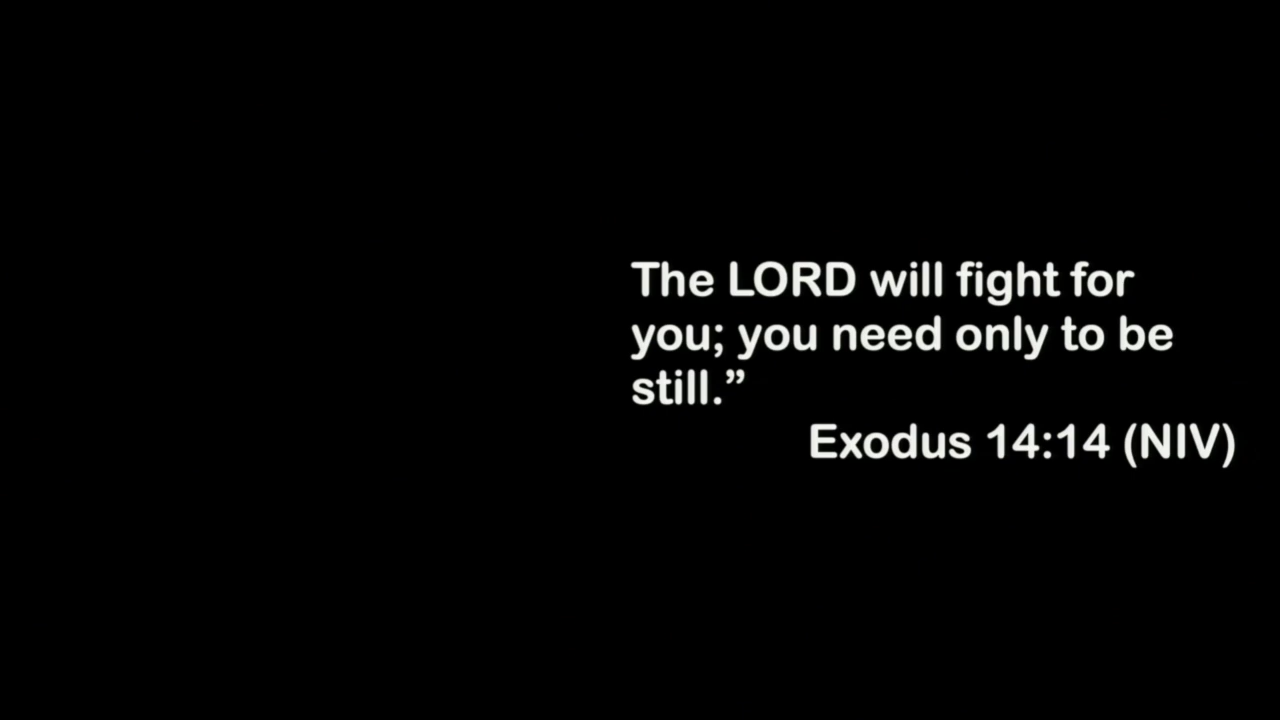 The LORD will fight for
you; you need only to be
still.”
Exodus 14:14 (NIV)